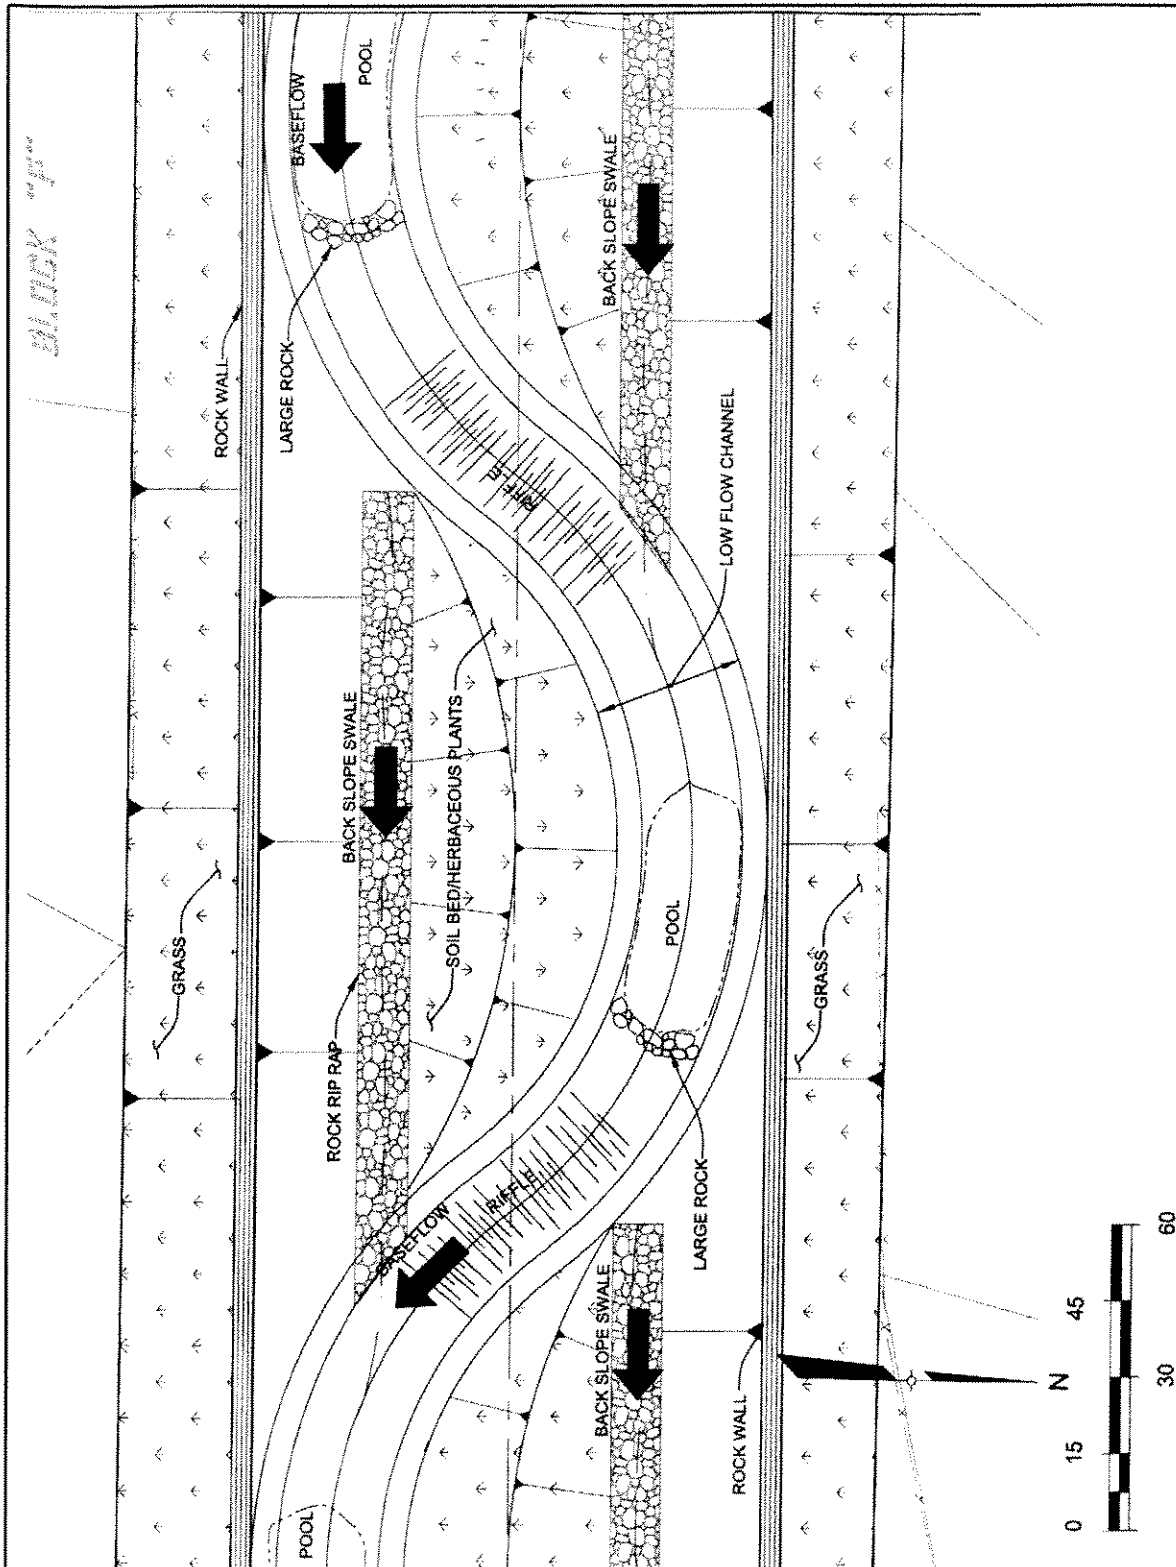 BLOCK "F"
BASEFLOW
POOL
BACK SLOPE SWALE
ROCK WALL
LARGE ROCK
RIFFLE
LOW FLOW CHANNEL
BACK SLOPE SWALE
SOIL BED/HERBACEOUS PLANTS
GRASS
POOL
GRASS
ROCK RIP RAP
BASEFLOW
RIFFLE
LARGE ROCK
BACK SLOPE SWALE
ROCK WALL
POOL
N
0 15 30 45 60